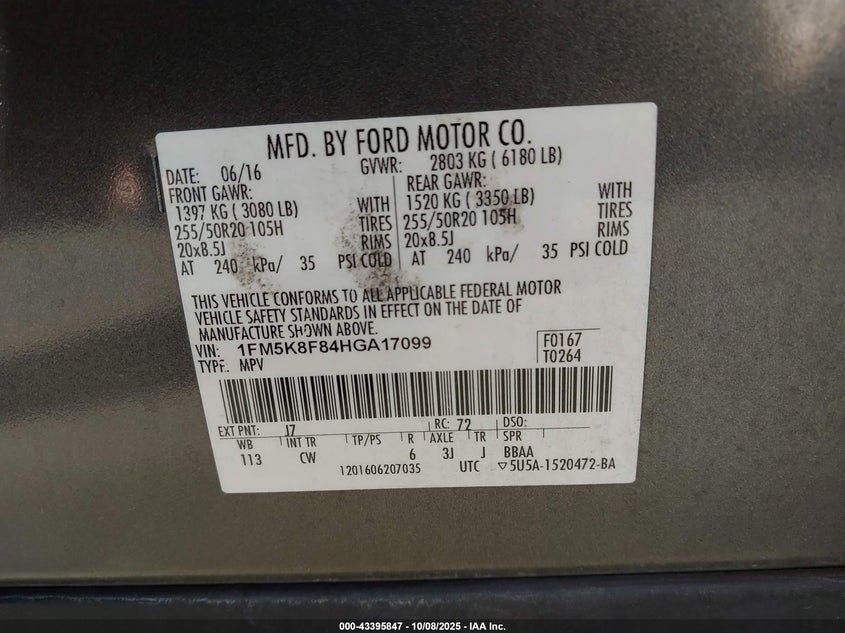 MFD. BY FORD MOTOR CO.
DATE: 06/16 GVWR: 2803 KG ( 6180 LB)
FRONT GAWR: REAR GAWR:
1397 KG ( 3080 LB) WITH 1520 KG ( 3350 LB) WITH
255/50R20 105H TIRES 255/50R20 105H TIRES
20x8.5J RIMS 20x8.5J RIMS
AT 240 kPa/ 35 PSI COLD AT 240 kPa/ 35 PSI COLD
THIS VEHICLE CONFORMS TO ALL APPLICABLE FEDERAL MOTOR
VEHICLE SAFETY STANDARDS IN EFFECT ON THE DATE OF
MANUFACTURE SHOWN ABOVE.
VIN: 1FM5K8F84HGA17099 F0167
TYPE: MPV T0264
EXT PNT: J7 RC: 72 DSO:
WB INT TR TP/PS R AXLE TR SPR
113 CW 6 3J J BBAA
1201606207035 UTC ▽5U5A-1520472-BA
000-43395847 - 10/08/2025 - IAA Inc.